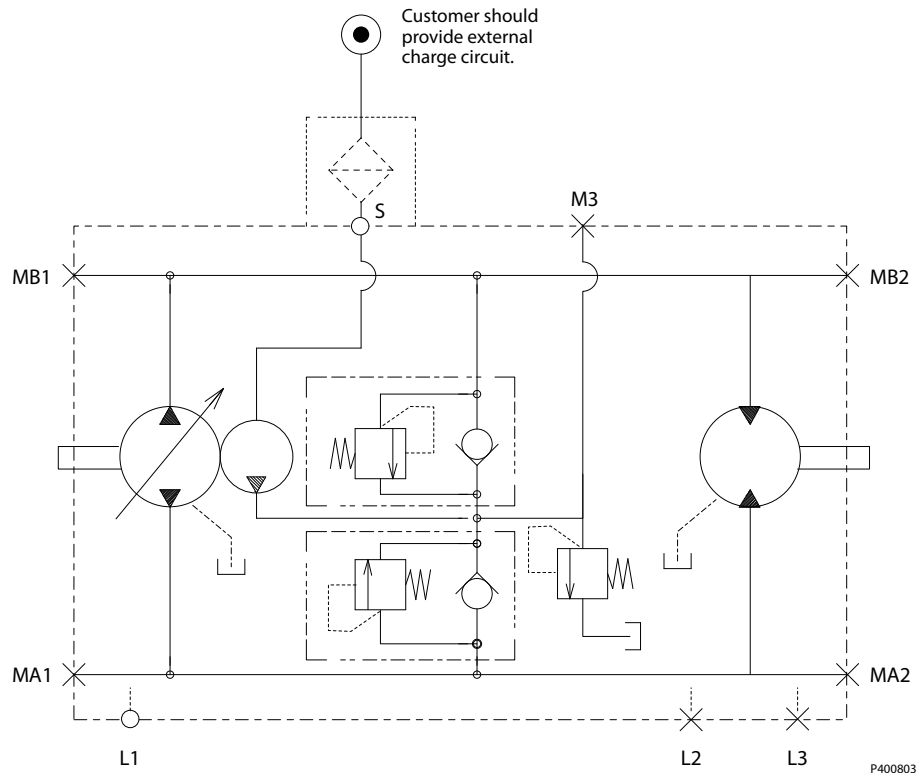 Customer should
provide external
charge circuit.
S
M3
MB1
MB2
MA1
MA2
L1
L2
L3
P400803